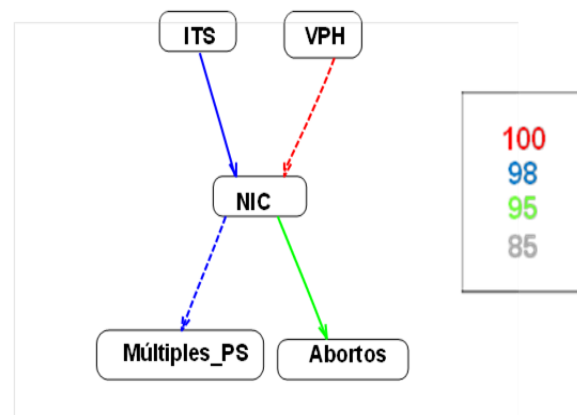 ITS
VPH
NIC
Múltiples_PS
Abortos
100
98
95
85